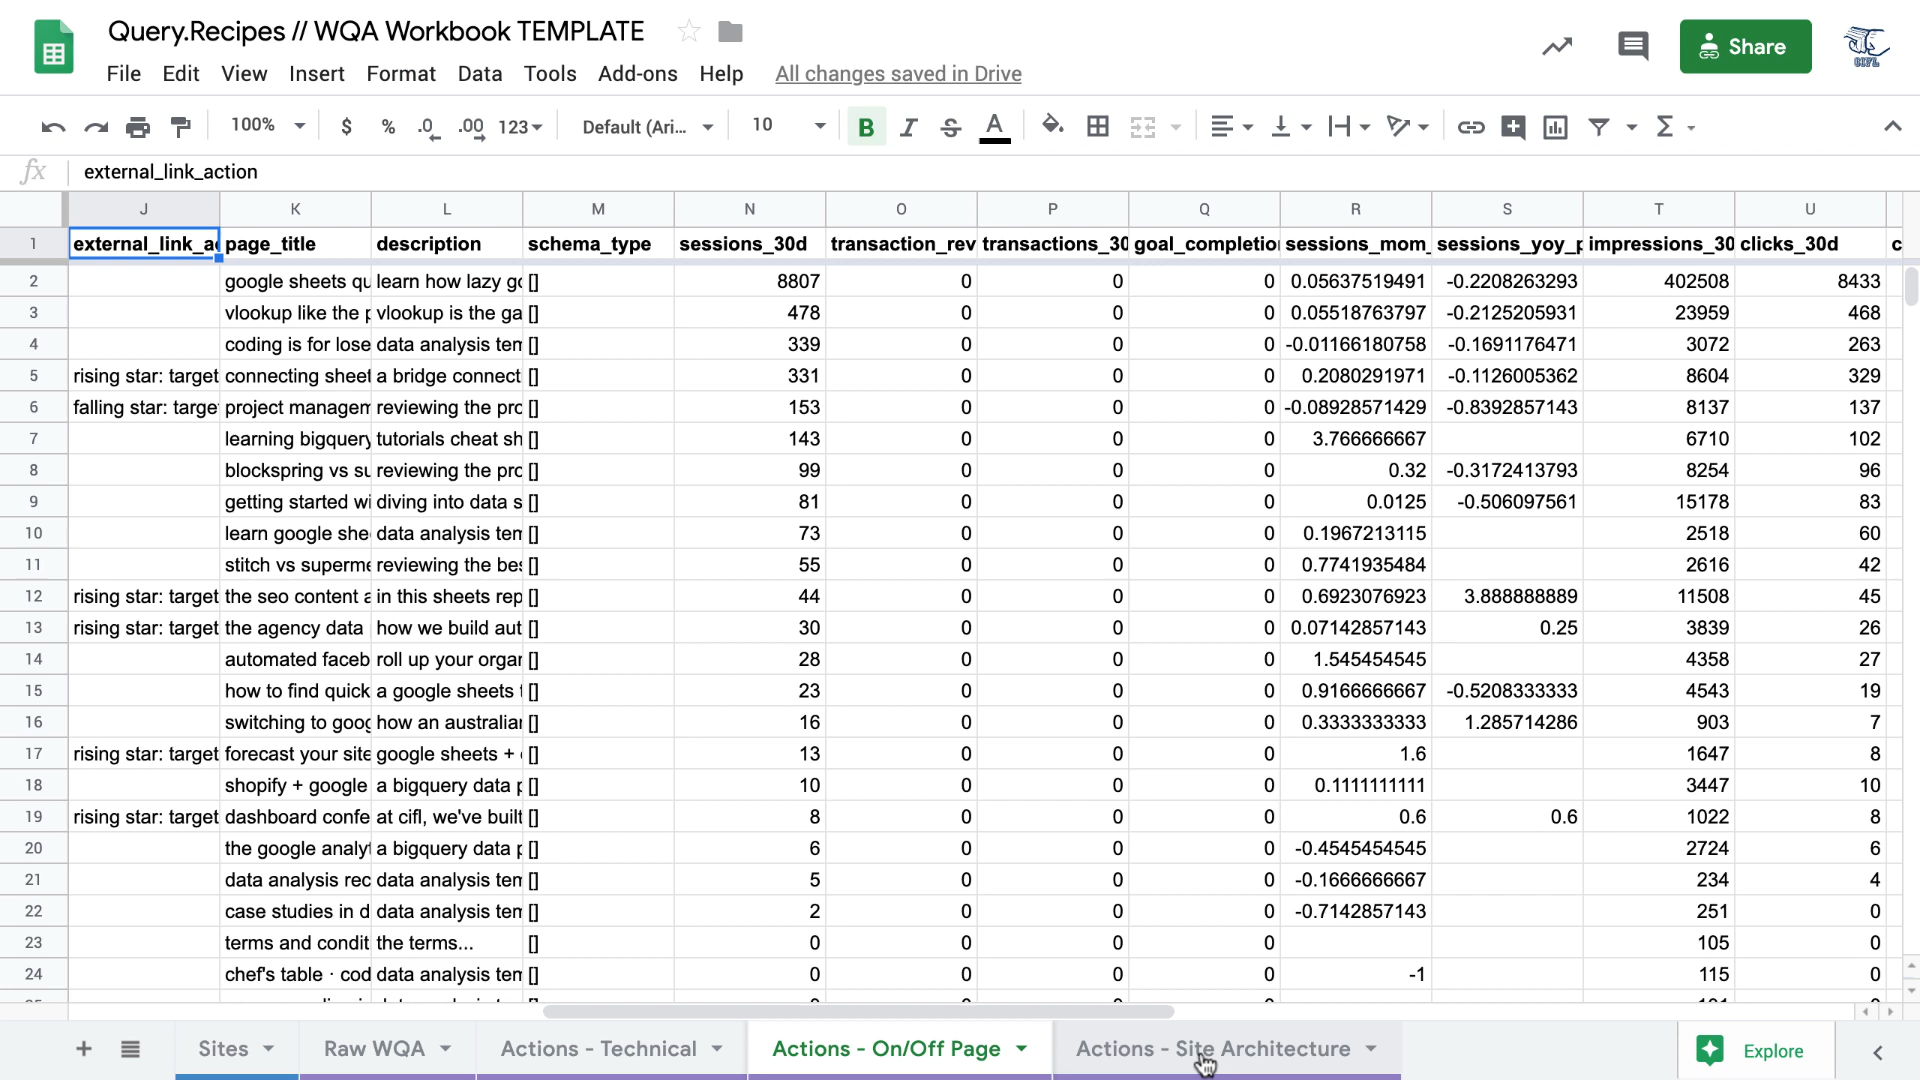 Query.Recipes // WQA Workbook TEMPLATE
File Edit View Insert Format Data Tools Add-ons Help All changes saved in Drive
Share
CIFL
100% $ % .0 .00 123 Default (Ari... 10 B I S A
fx external_link_action
J K L M N O P Q R S T U
1 external_link_a page_title description schema_type sessions_30d transaction_rev transactions_30 goal_completio sessions_mom_ sessions_yoy_p impressions_30 clicks_30d c
2 google sheets qu learn how lazy go [] 8807 0 0 0 0.05637519491 -0.2208263293 402508 8433
3 vlookup like the p vlookup is the ga [] 478 0 0 0 0.05518763797 -0.2125205931 23959 468
4 coding is for lose data analysis tem [] 339 0 0 0 -0.01166180758 -0.1691176471 3072 263
5 rising star: target connecting sheet a bridge connect [] 331 0 0 0 0.2080291971 -0.1126005362 8604 329
6 falling star: targe project managem reviewing the pro [] 153 0 0 0 -0.08928571429 -0.8392857143 8137 137
7 learning bigquery tutorials cheat sh [] 143 0 0 0 3.766666667 6710 102
8 blockspring vs su reviewing the pro [] 99 0 0 0 0.32 -0.3172413793 8254 96
9 getting started wi diving into data s [] 81 0 0 0 0.0125 -0.506097561 15178 83
10 learn google she data analysis tem [] 73 0 0 0 0.1967213115 2518 60
11 stitch vs superme reviewing the bes [] 55 0 0 0 0.7741935484 2616 42
12 rising star: target the seo content a in this sheets rep [] 44 0 0 0 0.6923076923 3.888888889 11508 45
13 rising star: target the agency data how we build aut [] 30 0 0 0 0.07142857143 0.25 3839 26
14 automated faceb roll up your organ [] 28 0 0 0 1.545454545 4358 27
15 how to find quick a google sheets t [] 23 0 0 0 0.9166666667 -0.5208333333 4543 19
16 switching to goog how an australian [] 16 0 0 0 0.3333333333 1.285714286 903 7
17 rising star: target forecast your site google sheets + [] 13 0 0 0 1.6 1647 8
18 shopify + google a bigquery data p [] 10 0 0 0 0.1111111111 3447 10
19 rising star: target dashboard confe at cifl, we've built [] 8 0 0 0 0.6 0.6 1022 8
20 the google analyt a bigquery data p [] 6 0 0 0 -0.4545454545 2724 6
21 data analysis rec data analysis tem [] 5 0 0 0 -0.1666666667 234 4
22 case studies in d data analysis tem [] 2 0 0 0 -0.7142857143 251 0
23 terms and condit the terms... [] 0 0 0 0 105 0
24 chef's table · cod data analysis tem [] 0 0 0 0 -1 115 0
Sites Raw WQA Actions - Technical Actions - On/Off Page Actions - Site Architecture Explore